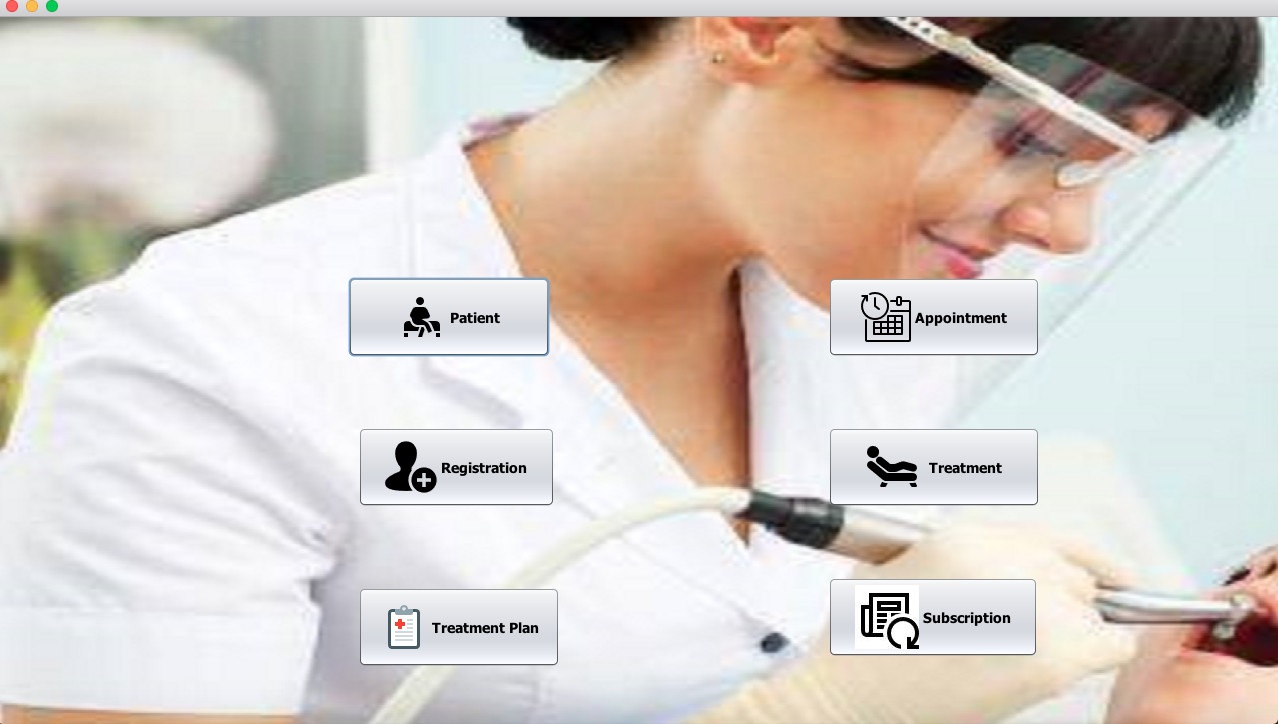 Patient
Appointment
Registration
Treatment
Treatment Plan
Subscription